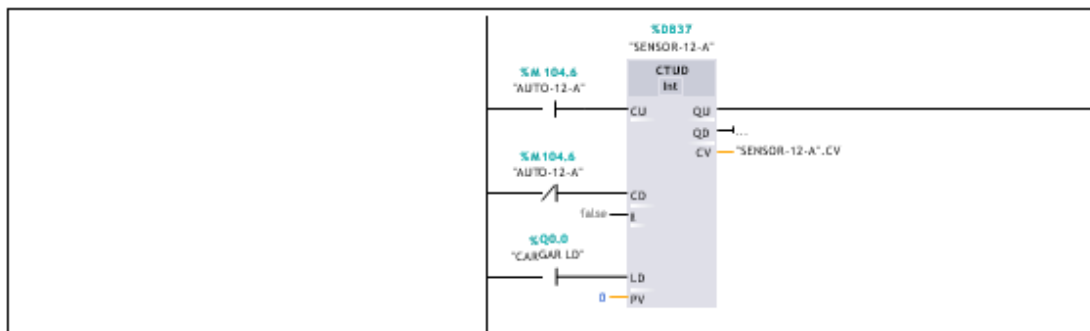 %DB37
"SENSOR-12-A"
CTUD
Int
%M 104.6
"AUTO-12-A"
CU QU
QD ...
CV "SENSOR-12-A".CV
%M104.6
"AUTO-12-A"
CD
false R
%Q0.0
"CARGAR LD"
LD
0 PV